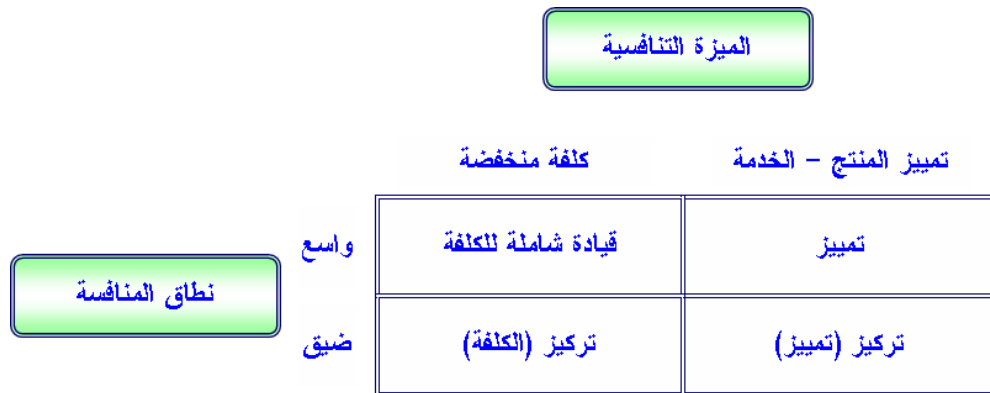 الميزة التنافسية
تمييز المنتج - الخدمة
كلفة منخفضة
واسع
قيادة شاملة للكلفة
تمييز
نطاق المنافسة
ضيق
تركيز (الكلفة)
تركيز (تمييز)